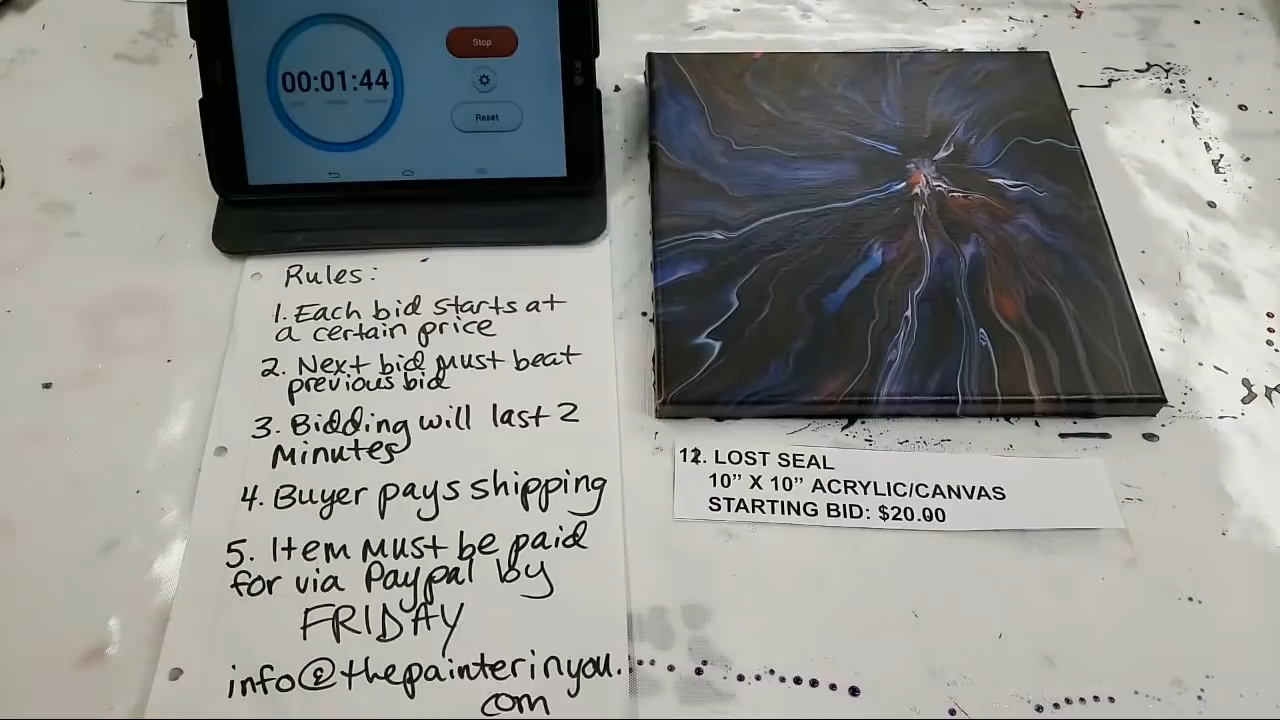 00:01:44
Stop
Reset
LG
Rules:
1. Each bid starts at
a certain price
2. Next bid must beat
previous bid
3. Bidding will last 2
Minutes
4. Buyer pays shipping
5. Item must be paid
for via Paypal by
FRIDAY
info@thepainterinyou.
com
LOST SEAL
10” X 10” ACRYLIC/CANVAS
STARTING BID: $20.00